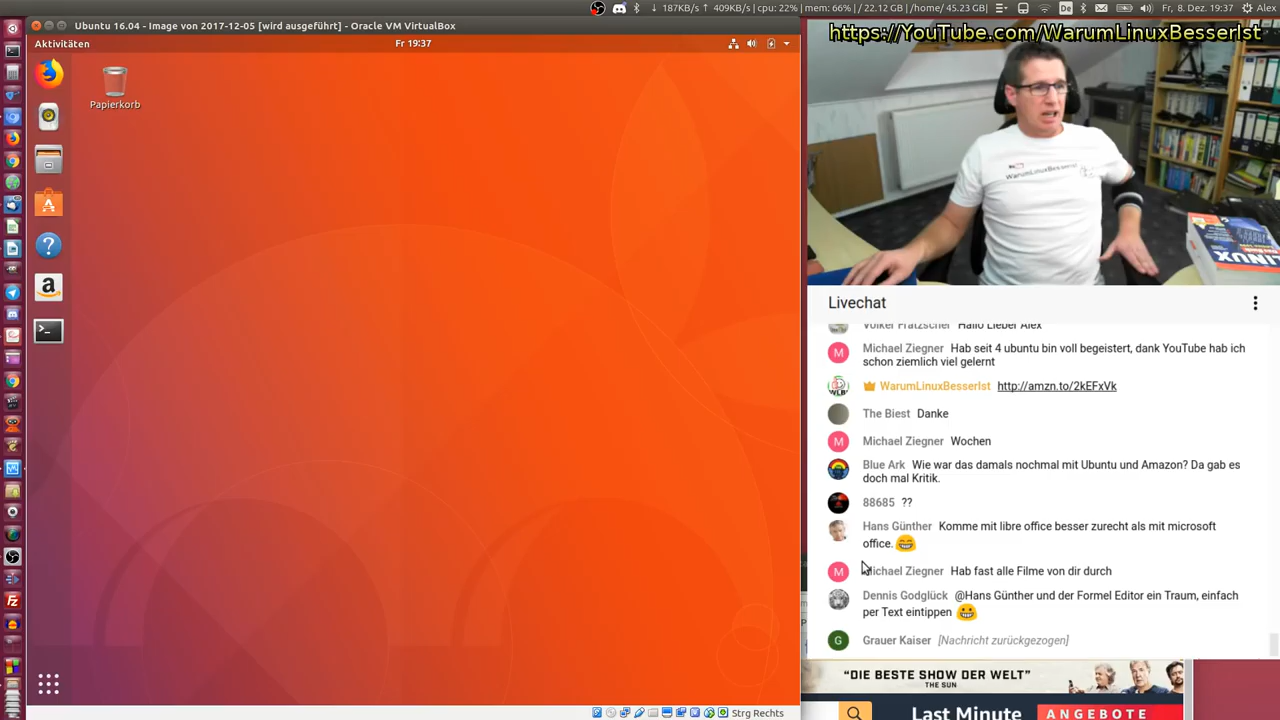 187KB/s 409KB/s cpu: 22% mem: 66% / 22.12 GB /home/ 45.23 GB De Fr, 8. Dez, 19:37 Alex
Ubuntu 16.04 - Image von 2017-12-05 [wird ausgeführt] - Oracle VM VirtualBox
https://YouTube.com/WarumLinuxBesserIst
Aktivitäten
Fr 19:37
Papierkorb
WarumLinuxBesserIst
LINUX
Livechat
Volker Fratzscher Hallo Lieber Alex
Michael Ziegner Hab seit 4 ubuntu bin voll begeistert, dank YouTube hab ich
schon ziemlich viel gelernt
WarumLinuxBesserIst http://amzn.to/2kEFxVk
The Biest Danke
Michael Ziegner Wochen
Blue Ark Wie war das damals nochmal mit Ubuntu und Amazon? Da gab es
doch mal Kritik.
88685 ??
Hans Günther Komme mit libre office besser zurecht als mit microsoft
office. 😁
Michael Ziegner Hab fast alle Filme von dir durch
Dennis Godglück @Hans Günther und der Formel Editor ein Traum, einfach
per Text eintippen 😀
Grauer Kaiser [Nachricht zurückgezogen]
"DIE BESTE SHOW DER WELT"
THE SUN
Last Minute ANGEBOTE
Strg Rechts